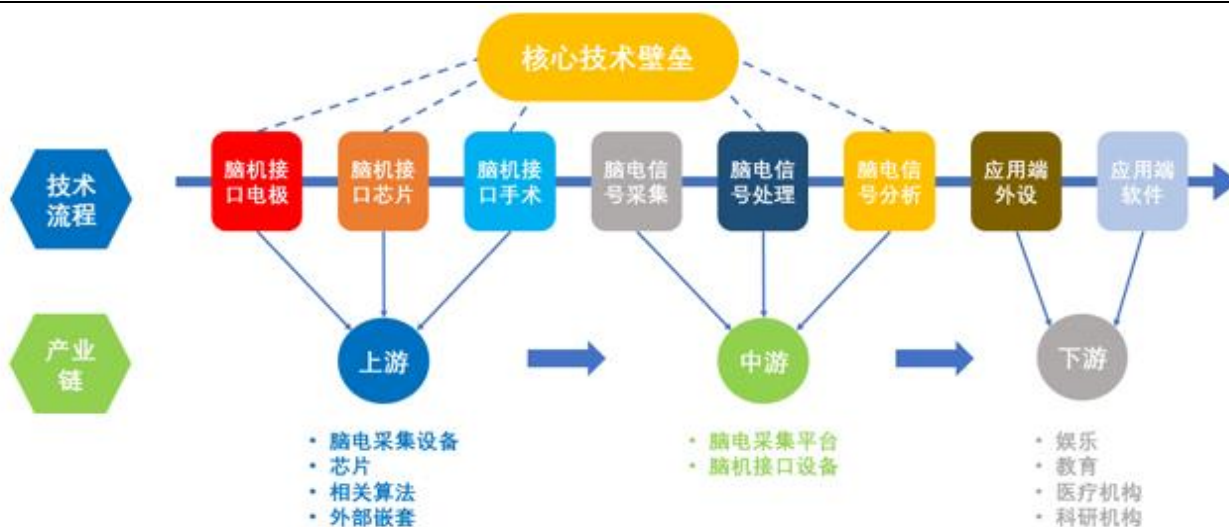 核心技术壁垒
技术
流程
脑机接
口电极
脑机接
口芯片
脑机接
口手术
脑电信
号采集
脑电信
号处理
脑电信
号分析
应用端
外设
应用端
软件
产业
链
上游
中游
下游
• 脑电采集设备
• 芯片
• 相关算法
• 外部嵌套
• 脑电采集平台
• 脑机接口设备
• 娱乐
• 教育
• 医疗机构
• 科研机构